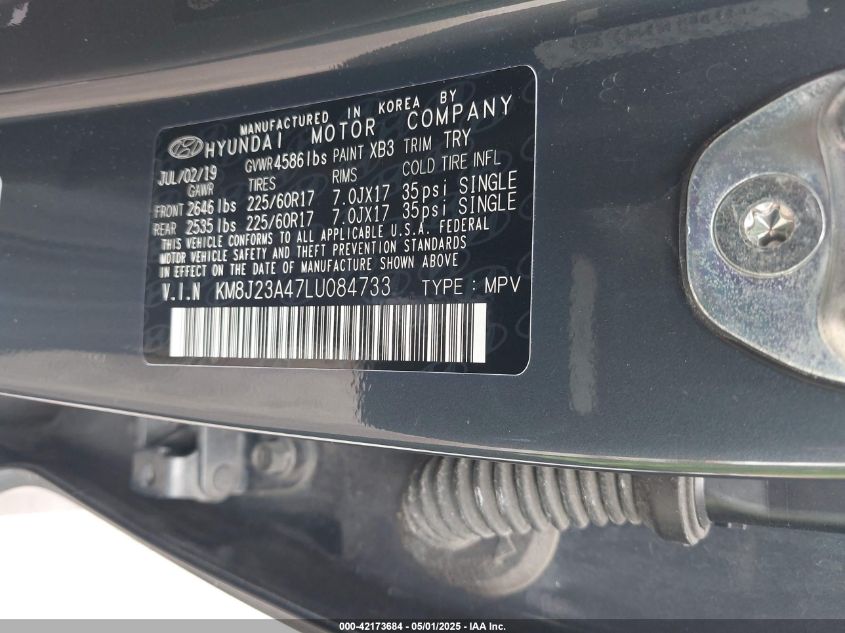 MANUFACTURED IN KOREA BY
HYUNDAI MOTOR COMPANY
JUL/02/19 GVWR 4586 lbs PAINT XB3 TRIM TRY
GAWR TIRES RIMS COLD TIRE INFL
FRONT 2646 lbs 225/60R17 7.0JX17 35psi SINGLE
REAR 2535 lbs 225/60R17 7.0JX17 35psi SINGLE
THIS VEHICLE CONFORMS TO ALL APPLICABLE U.S.A. FEDERAL
MOTOR VEHICLE SAFETY AND THEFT PREVENTION STANDARDS
IN EFFECT ON THE DATE OF MANUFACTURE SHOWN ABOVE
V.I.N KM8J23A47LU084733 TYPE : MPV
000-42173684 - 05/01/2025 - IAA Inc.